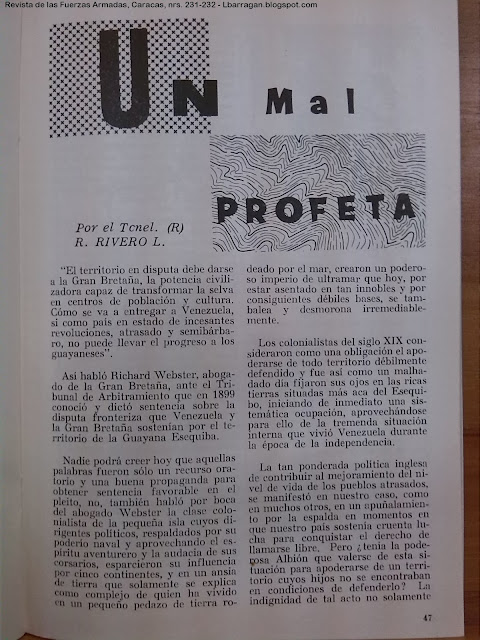 Revista de las Fuerzas Armadas, Caracas, nrs. 231-232 - Lbarragan.blogspot.com
UN Mal
PROFETA
Por el Tcnel. (R)
R. RIVERO L.
"El territorio en disputa debe darse
a la Gran Bretaña, la potencia civili-
zadora capaz de transformar la selva
en centros de población y cultura.
Cómo se va a entregar a Venezuela,
si como país en estado de incesantes
revoluciones, atrasado y semibárba-
ro, no puede llevar el progreso a los
guayaneses".
Así habló Richard Webster, aboga-
do de la Gran Bretaña, ante el Tri-
bunal de Arbitramiento que en 1899
conoció y dictó sentencia sobre la
disputa fronteriza que Venezuela y
la Gran Bretaña sostenían por el te-
rritorio de la Guayana Esequiba.
Nadie podrá creer hoy que aquellas
palabras fueron sólo un recurso ora-
torio y una buena propaganda para
obtener sentencia favorable en el
pleito, no, también habló por boca
del abogado Webster la clase colo-
nialista de la pequeña isla cuyos di-
rigentes políticos, respaldados por su
poderío naval y aprovechando el es-
píritu aventurero y la audacia de sus
corsarios, esparcieron su influencia
por cinco continentes, y en un ansia
de tierra que solamente se explica
como complejo de quien ha vivido
en un pequeño pedazo de tierra ro-
deado por el mar, crearon un podero-
so imperio de ultramar que hoy, por
estar asentado en tan innobles y por
consiguientes débiles bases, se tam-
balea y desmorona irremediable-
mente.
Los colonialistas del siglo XIX con-
sideraron como una obligación el apo-
derarse de todo territorio débilmente
defendido y fue así como un malha-
dado día fijaron sus ojos en las ricas
tierras situadas más aca del Esequi-
bo, iniciando de inmediato una sis-
temática ocupación, aprovechándose
para ello de la tremenda situación
interna que vivió Venezuela durante
la época de la independencia.
La tan ponderada política inglesa
de contribuir al mejoramiento del ni-
vel de vida de los pueblos atrasados,
se manifestó en nuestro caso, como
en muchos otros, en un apuñalamien-
to por la espalda en momentos en
que nuestro país sostenía cruenta lu-
cha para conquistar el derecho de
llamarse libre. Pero ¿tenía la pode-
rosa Albión que valerse de esta si-
tuación para apoderarse de un terri-
torio cuyos hijos no se encontraban
en condiciones de defenderlo? La
indignidad de tal acto no solamente
47